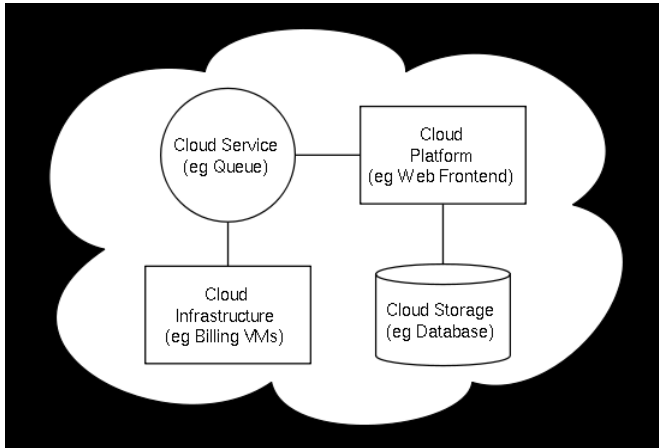 Cloud Service
(eg Queue)
Cloud
Platform
(eg Web Frontend)
Cloud
Infrastructure
(eg Billing VMs)
Cloud Storage
(eg Database)